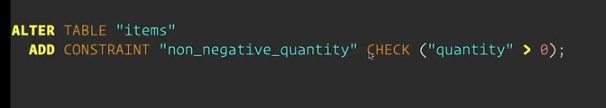 ALTER TABLE "items"
ADD CONSTRAINT "non_negative_quantity" CHECK ("quantity" > 0);